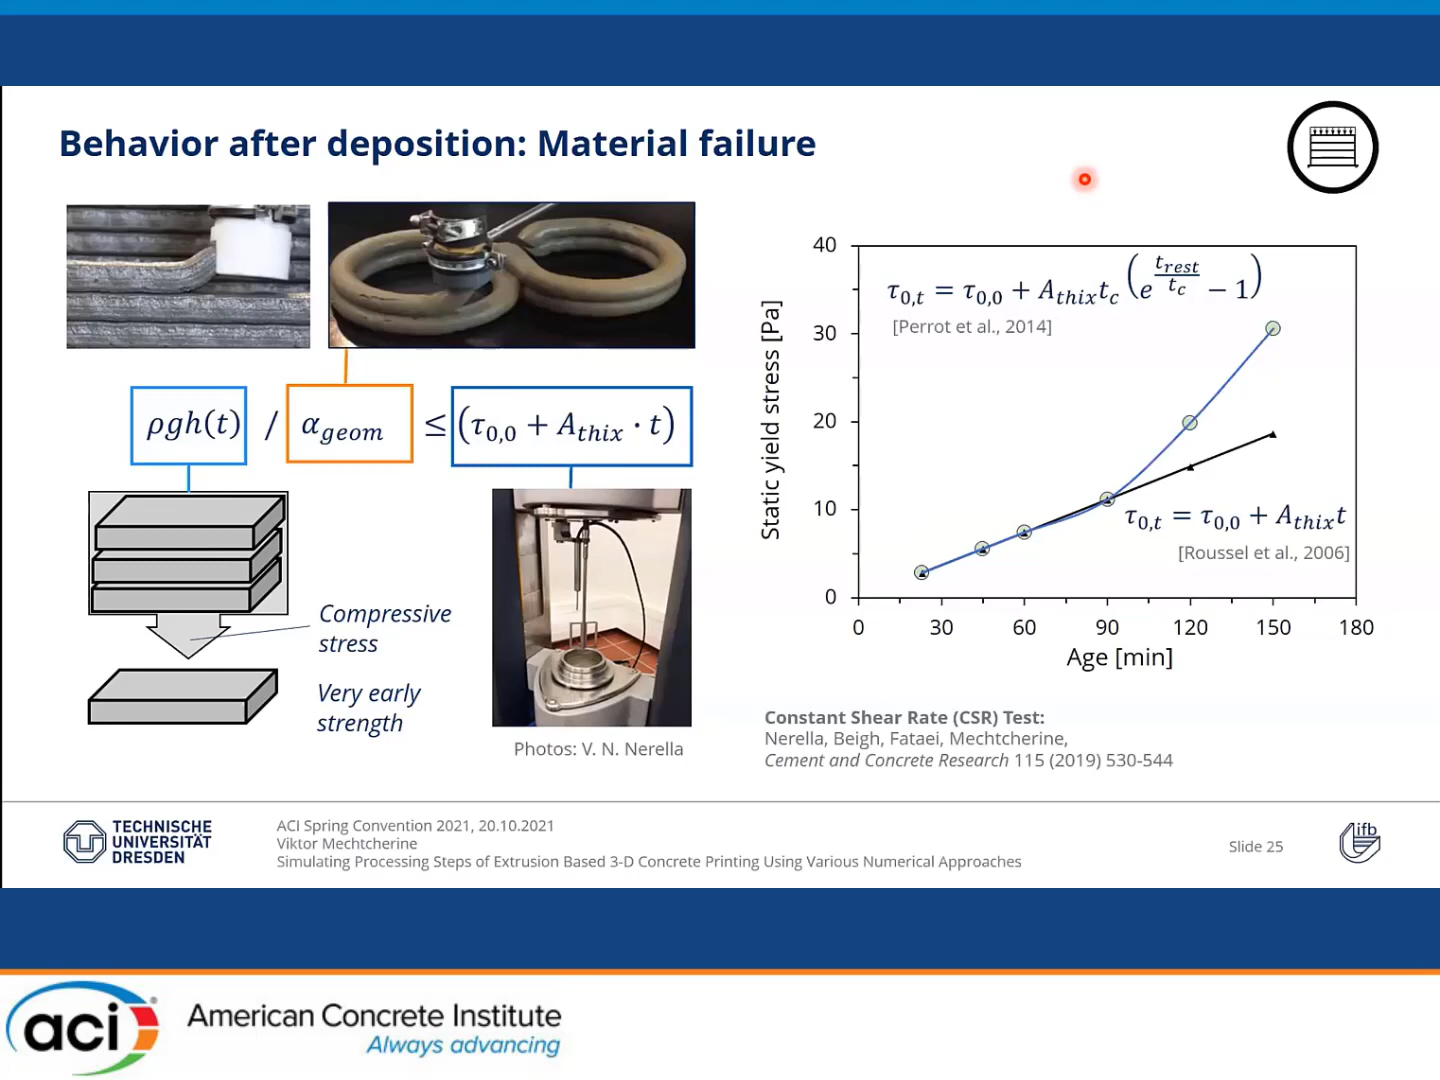 Behavior after deposition: Material failure
ρgh(t) / α_geom ≤ (τ_0,0 + A_thix · t)
Compressive
stress
Very early
strength
Photos: V. N. Nerella
Static yield stress [Pa]
40
30
20
10
0
0 30 60 90 120 150 180
Age [min]
τ_0,t = τ_0,0 + A_thix t_c (e^(t_rest/t_c) − 1)
[Perrot et al., 2014]
τ_0,t = τ_0,0 + A_thix t
[Roussel et al., 2006]
Constant Shear Rate (CSR) Test:
Nerella, Beigh, Fataei, Mechtcherine,
Cement and Concrete Research 115 (2019) 530-544
TECHNISCHE
UNIVERSITÄT
DRESDEN
ACI Spring Convention 2021, 20.10.2021
Viktor Mechtcherine
Simulating Processing Steps of Extrusion Based 3-D Concrete Printing Using Various Numerical Approaches
Slide 25
ifb
aci®
American Concrete Institute
Always advancing